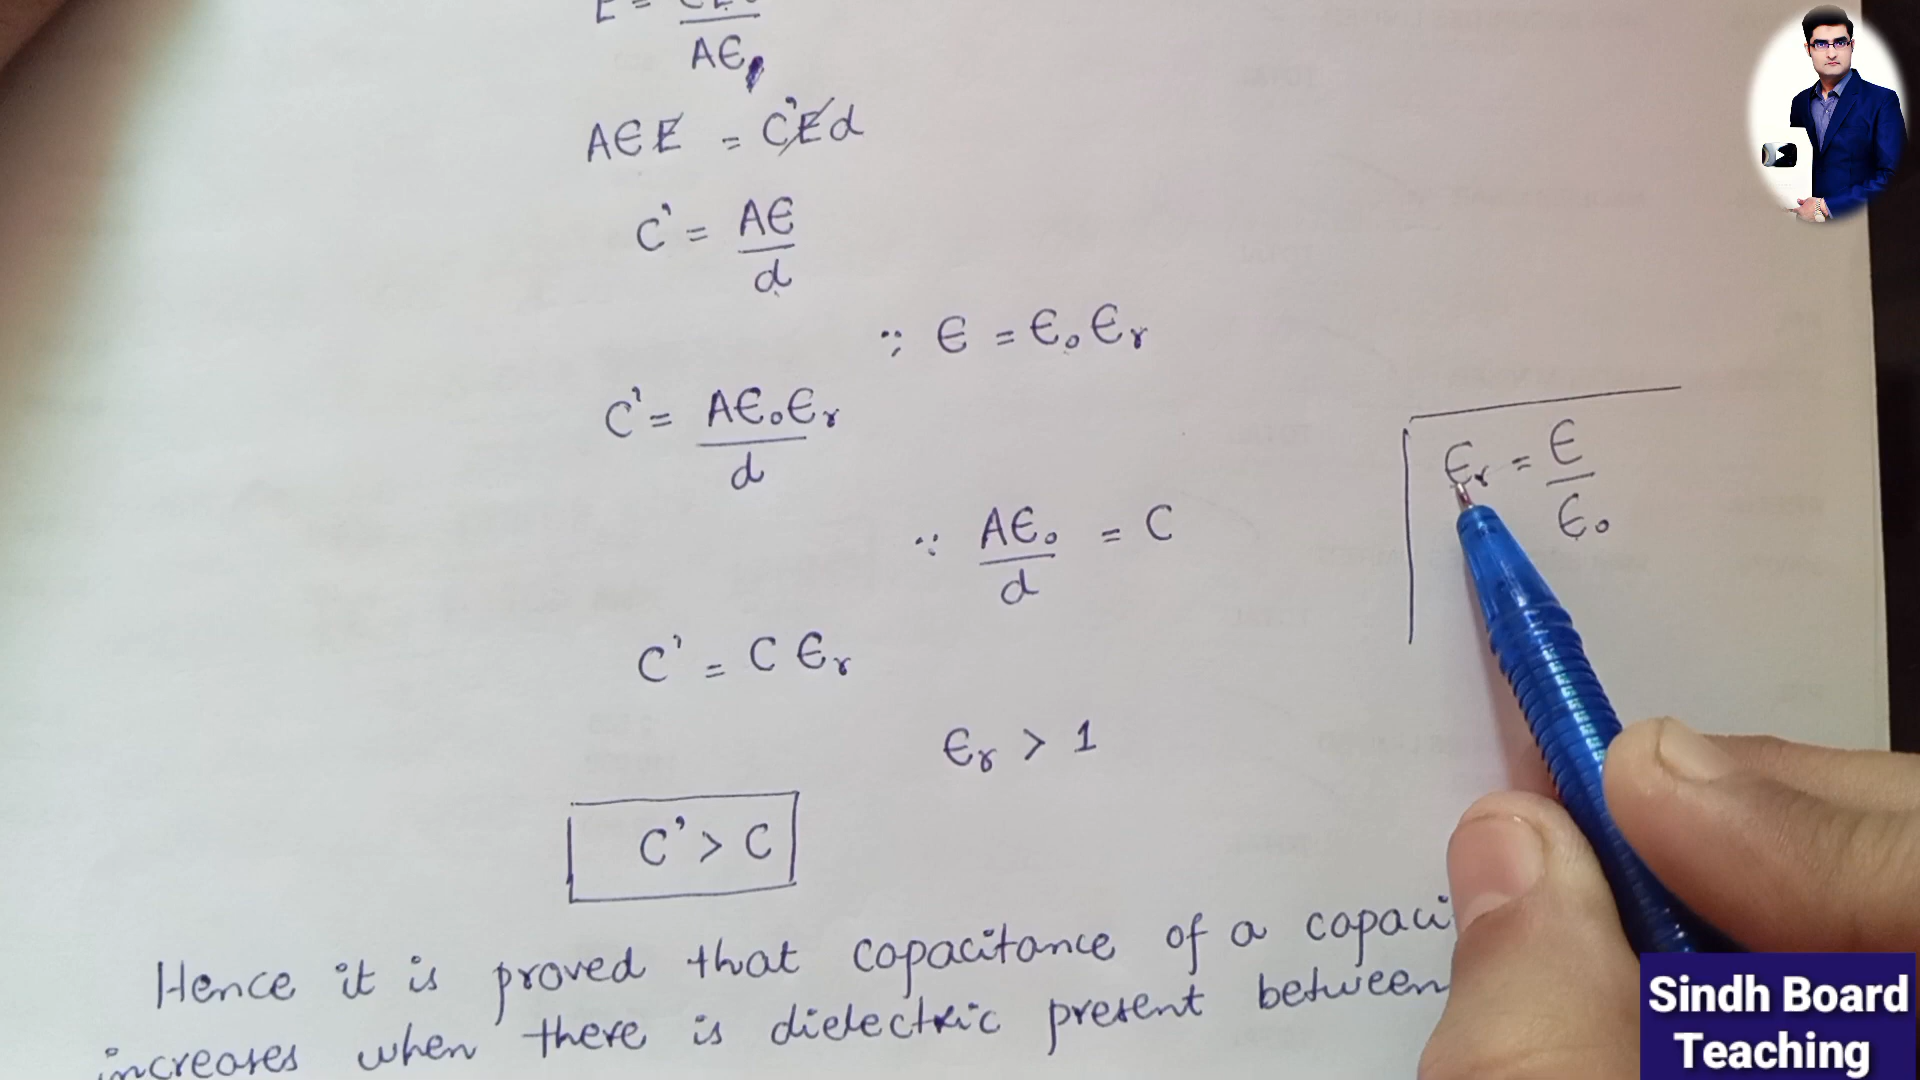 AЄ
AЄE = C'Ed
C' = AЄ
d
∵ Є = Є₀Єr
C' = AЄ₀Єr
d
Єr = Є
Є₀
∵ AЄ₀ = C
d
C' = C Єr
Єr > 1
C' > C
Hence it is proved that capacitance of a capaci
increases when there is dielectric present between
Sindh Board
Teaching